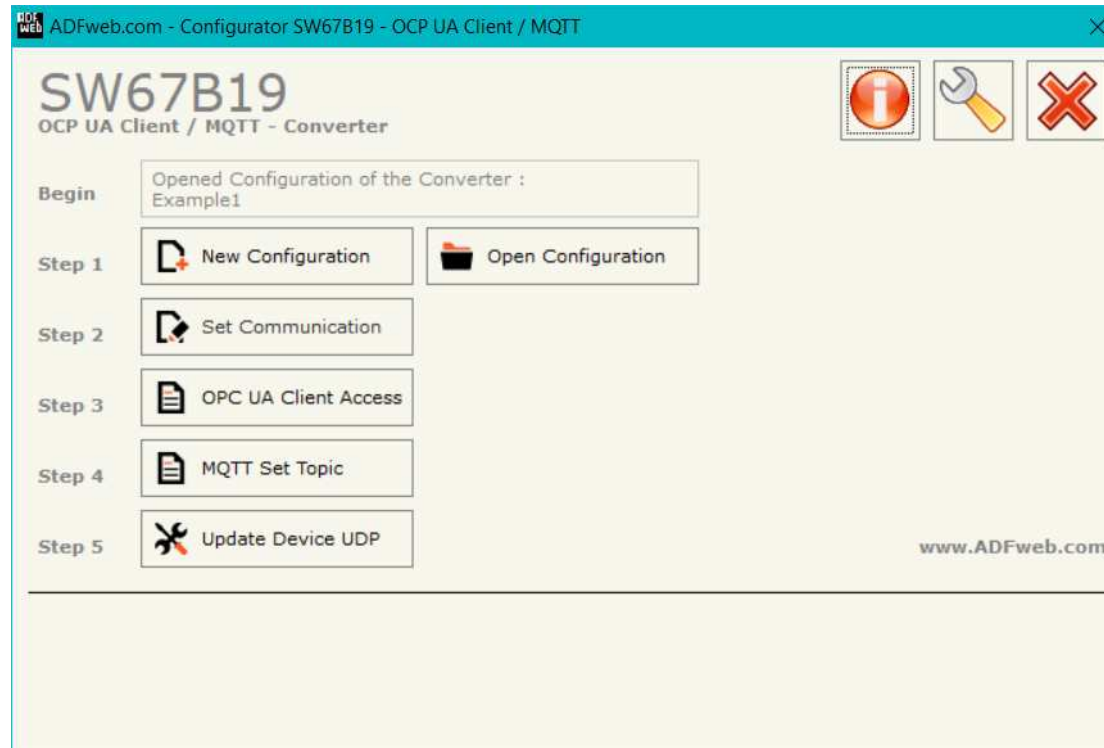 ADF web ADFweb.com - Configurator SW67B19 - OCP UA Client / MQTT
SW67B19
OCP UA Client / MQTT - Converter
Begin
Opened Configuration of the Converter :
Example1
Step 1
New Configuration
Open Configuration
Step 2
Set Communication
Step 3
OPC UA Client Access
Step 4
MQTT Set Topic
Step 5
Update Device UDP
www.ADFweb.com